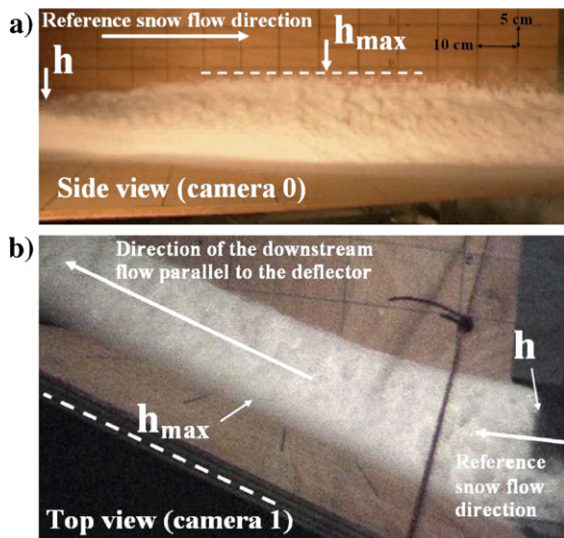 a)
Reference snow flow direction
5 cm
10 cm
h
hmax
Side view (camera 0)
b)
Direction of the downstream
flow parallel to the deflector
h
hmax
Reference
snow flow
direction
Top view (camera 1)